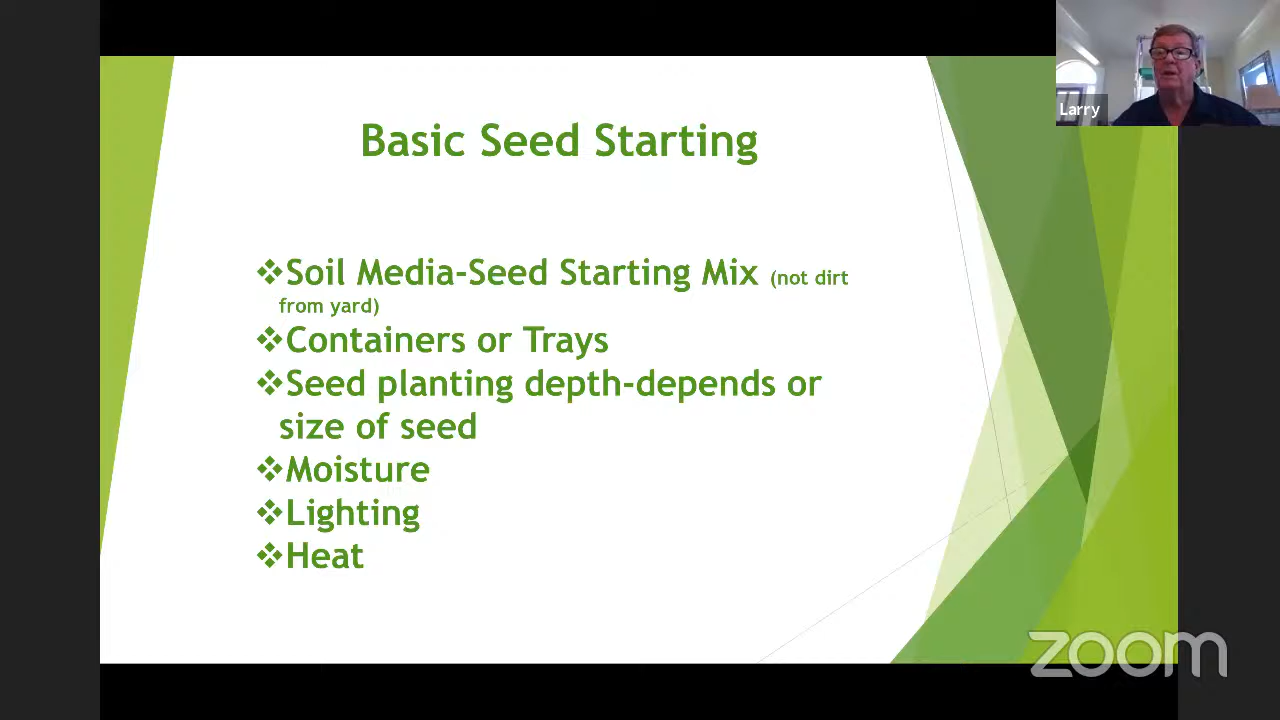 Larry
Basic Seed Starting
❖Soil Media-Seed Starting Mix (not dirt
from yard)
❖Containers or Trays
❖Seed planting depth-depends or
size of seed
❖Moisture
❖Lighting
❖Heat
zoom